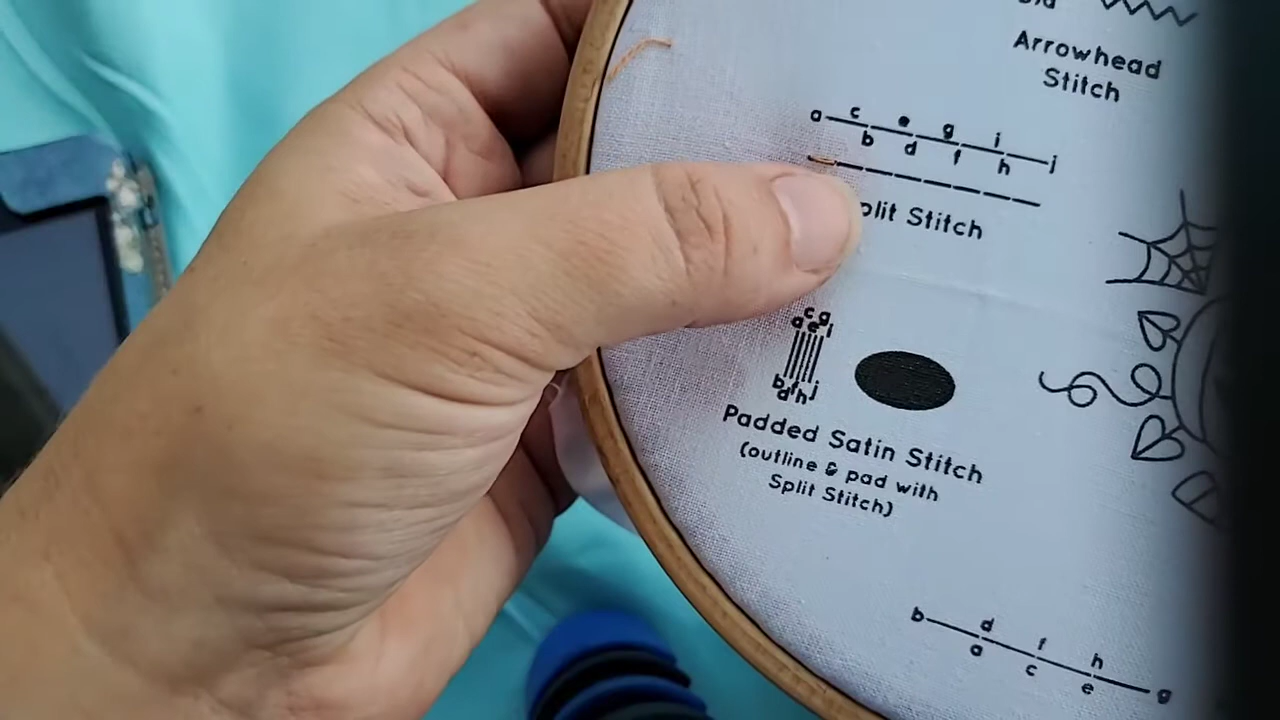 Arrowhead
Stitch
a c e g i j
b d f h
plit Stitch
a c e g i
b d f h j
Padded Satin Stitch
(outline & pad with
Split Stitch)
b d f h
a c e g